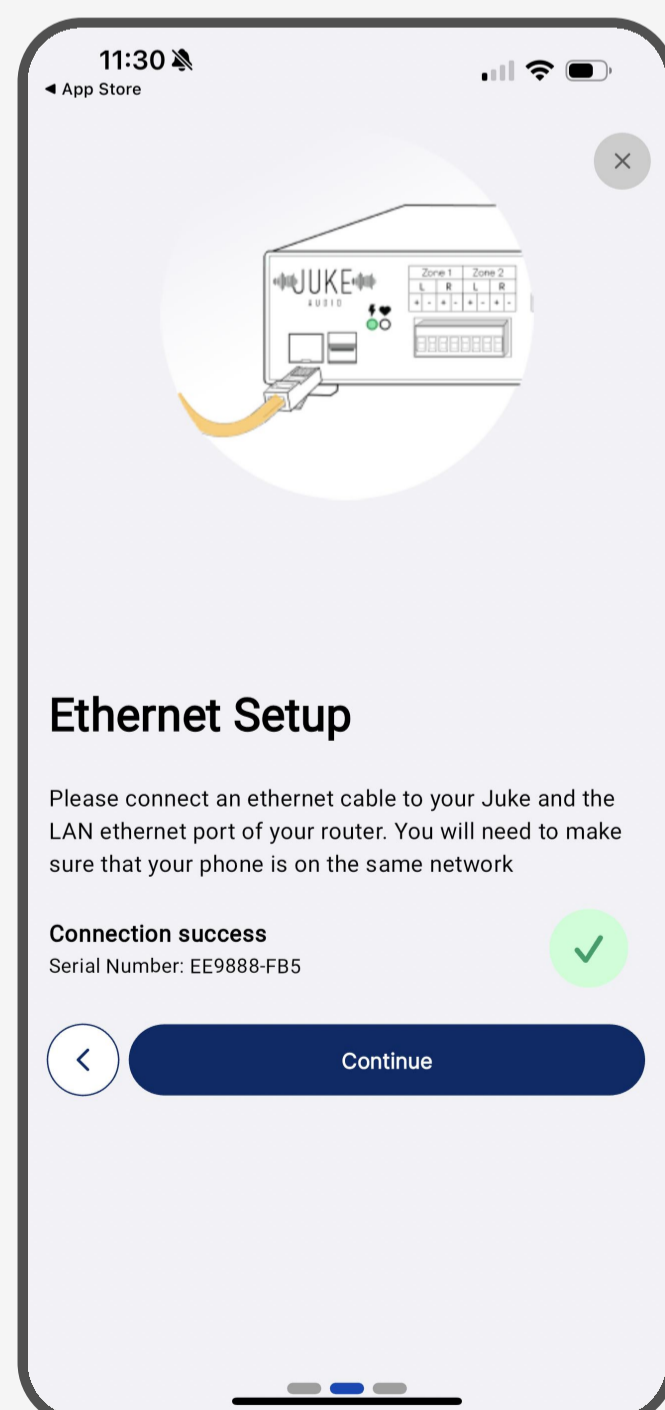 11:30
◀ App Store
JUKE
AUDIO
Zone 1 Zone 2
L R L R
+ - + - + - + -
Ethernet Setup
Please connect an ethernet cable to your Juke and the
LAN ethernet port of your router. You will need to make
sure that your phone is on the same network
Connection success
Serial Number: EE9888-FB5
Continue